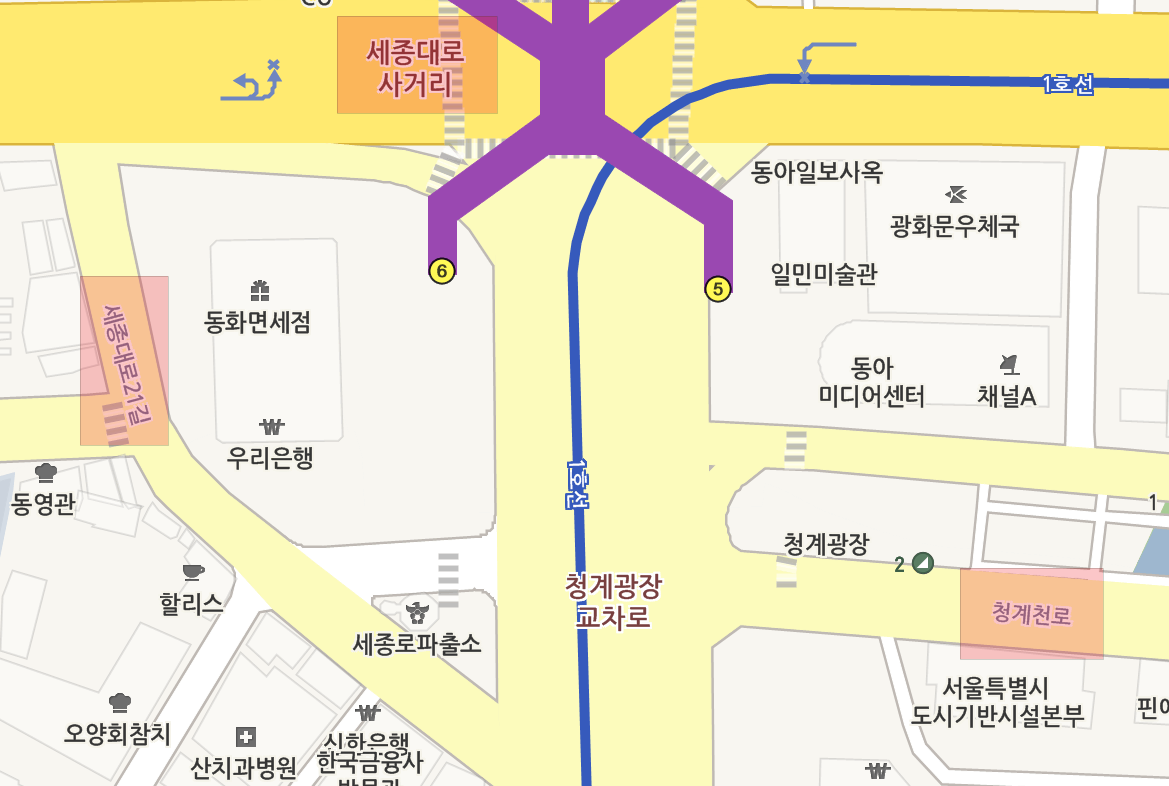 세종대로
사거리
1호선
동아일보사옥
광화문우체국
6
5
일민미술관
동화면세점
세종대로21길
동아
미디어센터
채널A
우리은행
동영관
1호선
1
청계광장
2
할리스
청계광장
교차로
청계천로
세종로파출소
서울특별시
도시기반시설본부
오양회참치
신한은행
산치과병원
한국금융사